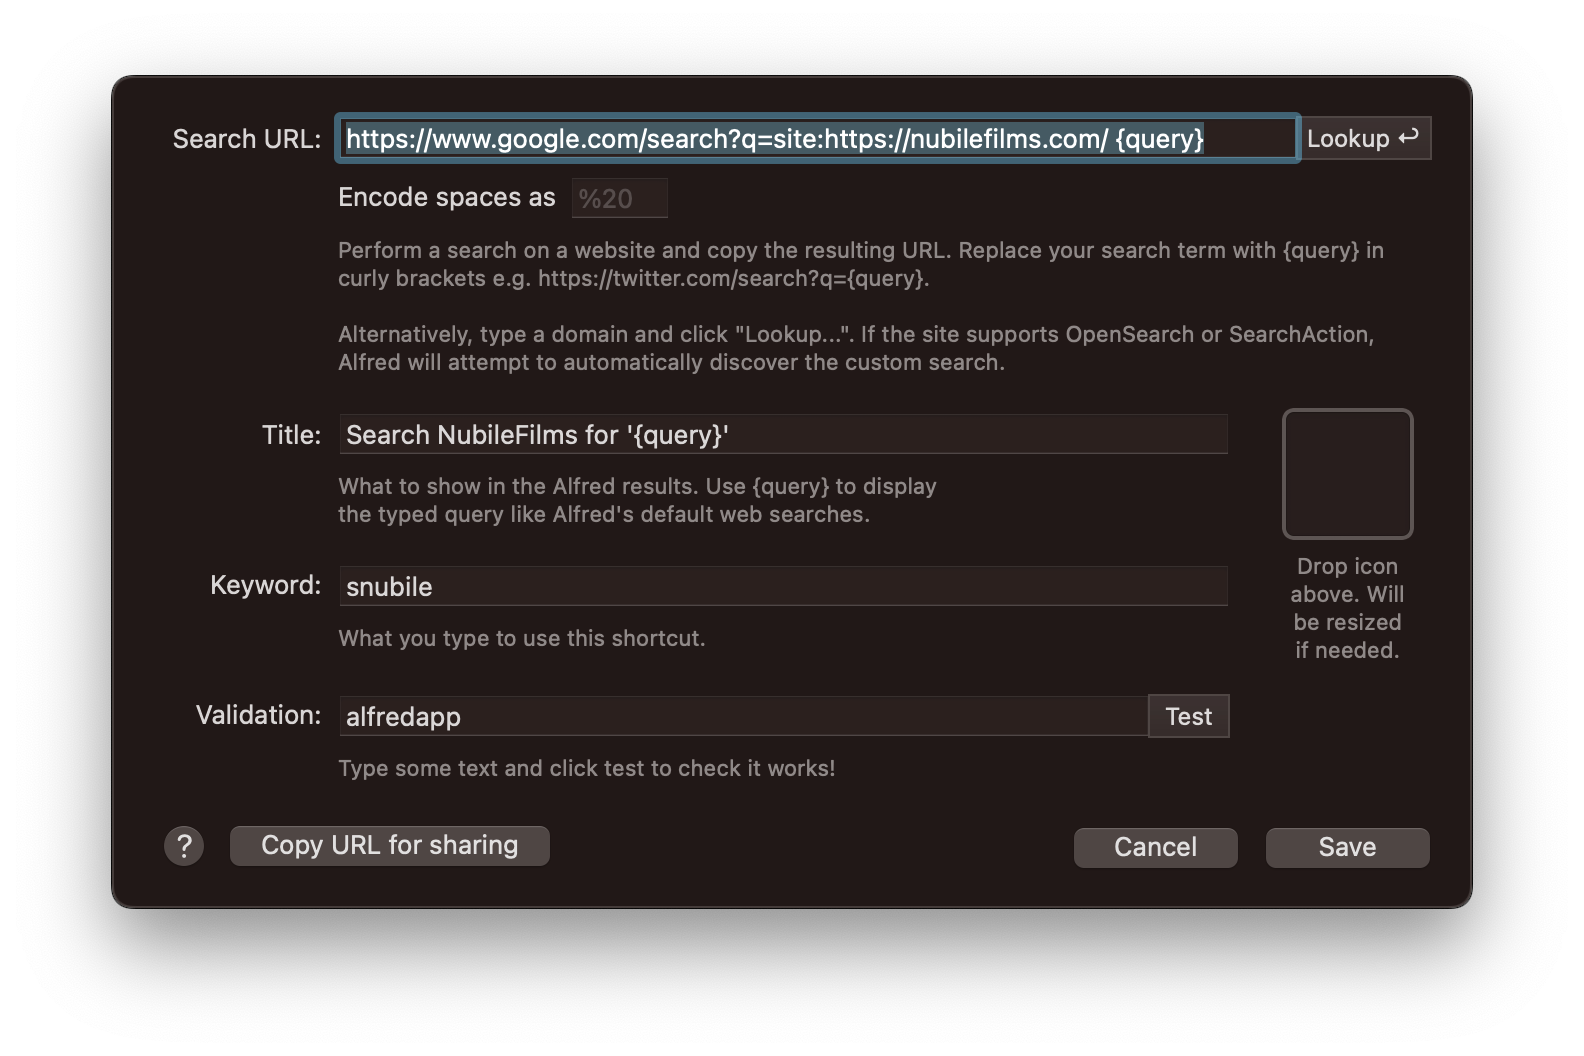 Search URL: https://www.google.com/search?q=site:https://nubilefilms.com/ {query} Lookup ↩
Encode spaces as %20
Perform a search on a website and copy the resulting URL. Replace your search term with {query} in
curly brackets e.g. https://twitter.com/search?q={query}.
Alternatively, type a domain and click "Lookup...". If the site supports OpenSearch or SearchAction,
Alfred will attempt to automatically discover the custom search.
Title: Search NubileFilms for '{query}'
What to show in the Alfred results. Use {query} to display
the typed query like Alfred's default web searches.
Keyword: snubile
What you type to use this shortcut.
Drop icon
above. Will
be resized
if needed.
Validation: alfredapp Test
Type some text and click test to check it works!
? Copy URL for sharing Cancel Save